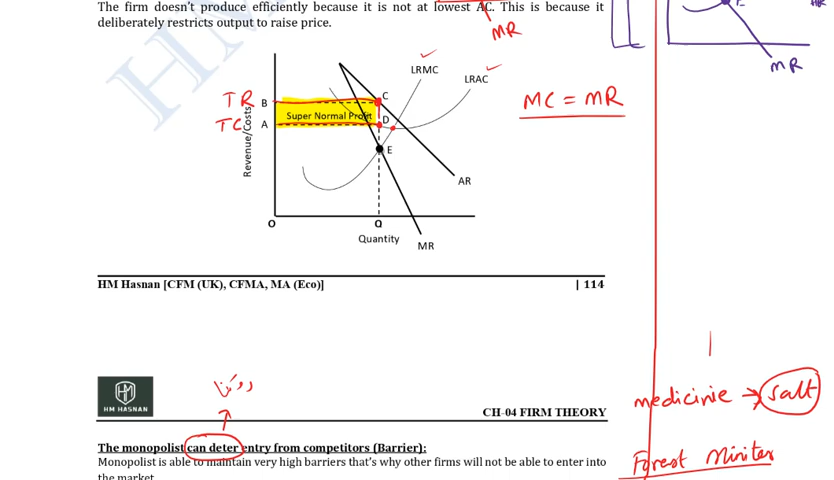 The firm doesn't produce efficiently because it is not at lowest AC. This is because it
deliberately restricts output to raise price.
MR
MR
LRMC
LRAC
TR
B
C
MC = MR
Super Normal Profit
D
TC
A
Revenue/Costs
E
AR
O
Q
Quantity
MR
HM Hasnan [CFM (UK), CFMA, MA (Eco)]
| 114
روکنا
medicinie → salt
HM HASNAN
CH-04 FIRM THEORY
The monopolist can deter entry from competitors (Barrier):
Forest Miniter
Monopolist is able to maintain very high barriers that's why other firms will not be able to enter into
the market